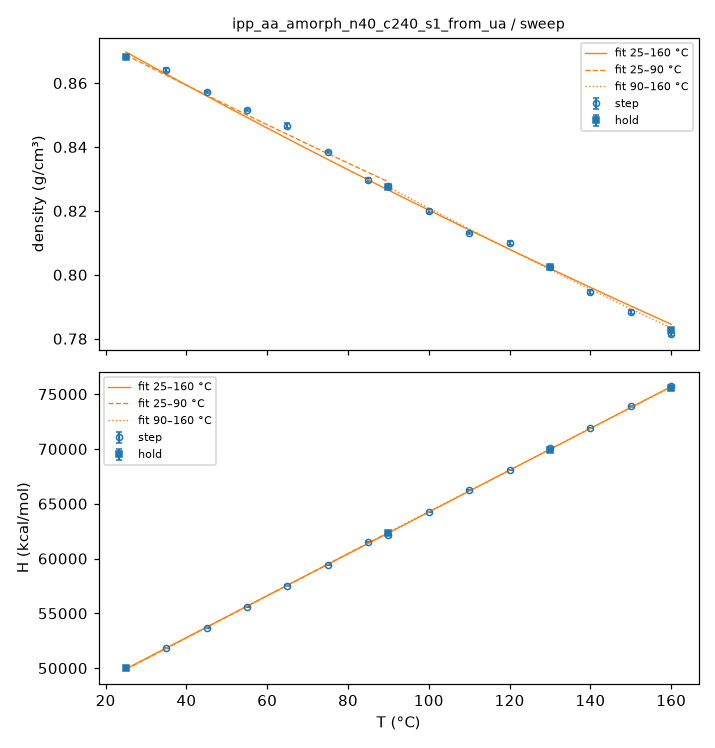 ipp_aa_amorph_n40_c240_s1_from_ua / sweep
fit 25–160 °C
fit 25–90 °C
fit 90–160 °C
step
hold
density (g/cm³)
0.86
0.84
0.82
0.80
0.78
fit 25–160 °C
fit 25–90 °C
fit 90–160 °C
step
hold
H (kcal/mol)
75000
70000
65000
60000
55000
50000
20 40 60 80 100 120 140 160
T (°C)